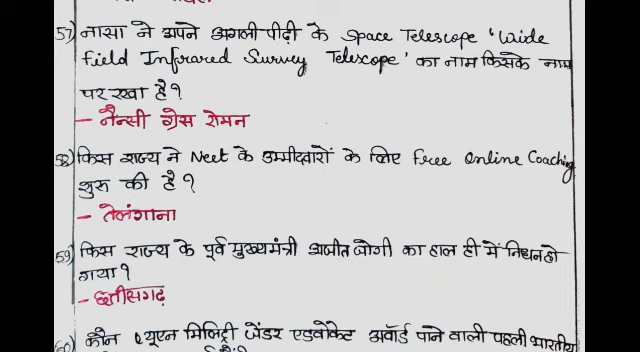 57) नासा ने अपने अगली पीढ़ी के Space Telescope 'Wide
Field Infrared Survey Telescope' का नाम किसके नाम
पर रखा है?
- नैन्सी ग्रेस रोमन
58) किस राज्य ने Neet के उम्मीदवारों के लिए Free Online Coaching
शुरू की है?
- तेलंगाना
59) किस राज्य के पूर्व मुख्यमंत्री अजीत जोगी का हाल ही में निधन हो
गया?
- छत्तीसगढ़
60) कौन यूएन मिलिट्री जेंडर एडवोकेट अवॉर्ड पाने वाली पहली भारतीय